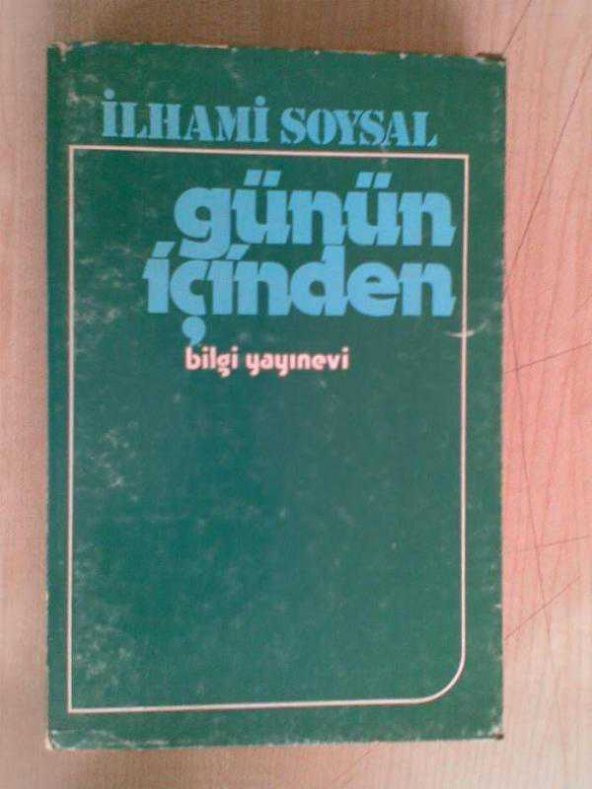 İLHAMİ SOYSAL
günün
içinden
bilgi yayınevi